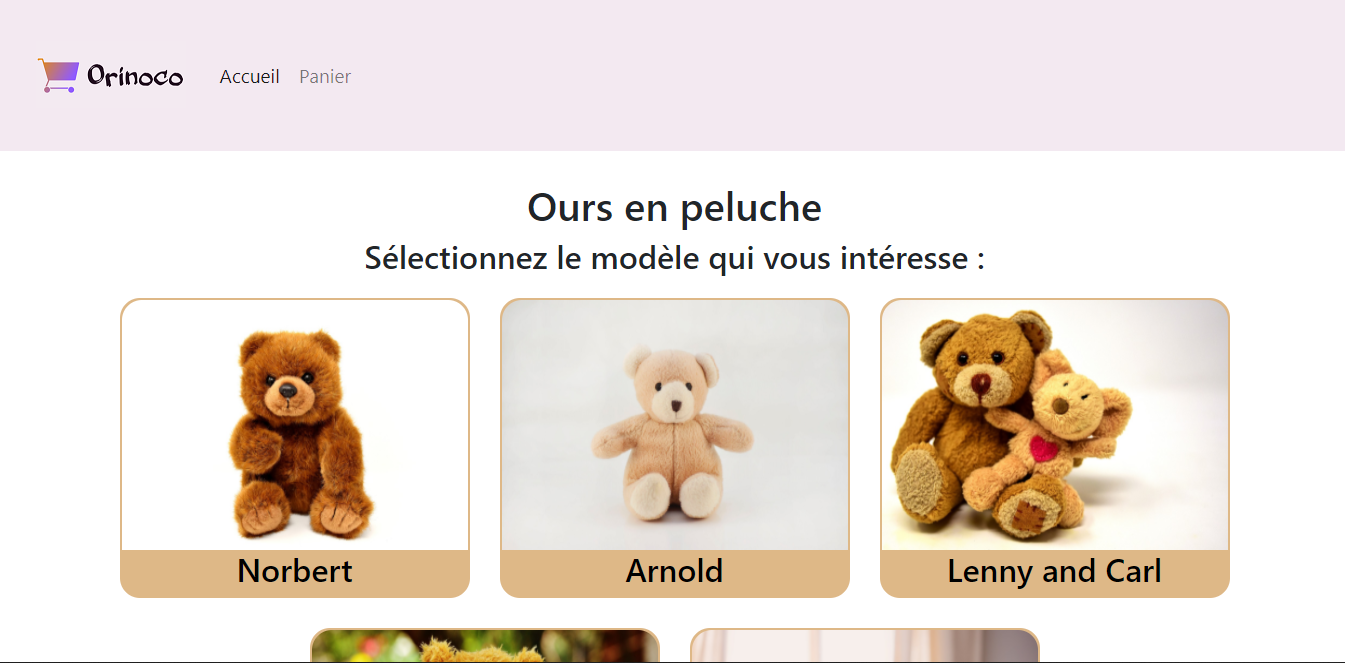 Orinoco Accueil Panier
Ours en peluche
Sélectionnez le modèle qui vous intéresse :
Norbert
Arnold
Lenny and Carl